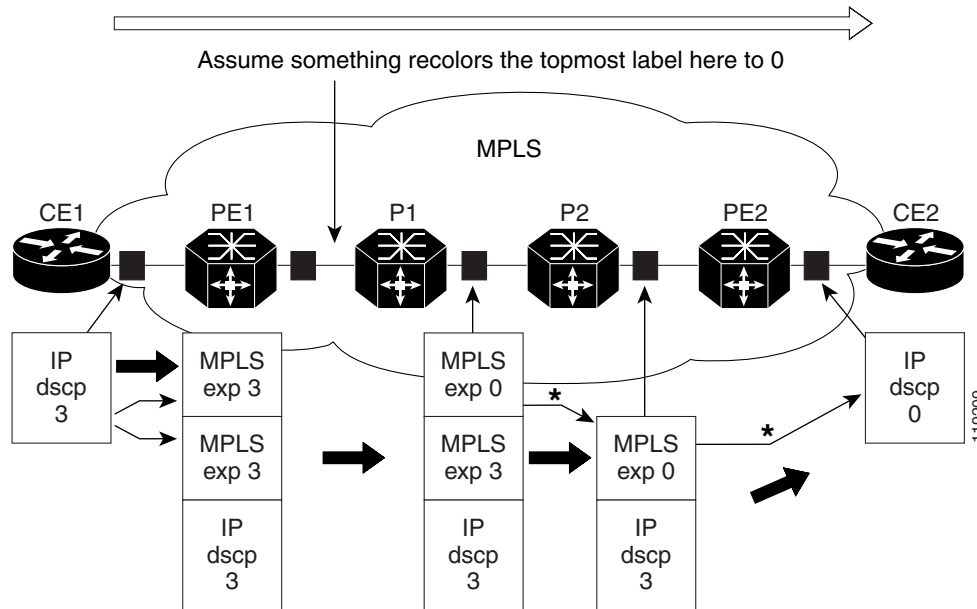 Assume something recolors the topmost label here to 0
MPLS
CE1
PE1
P1
P2
PE2
CE2
IP
dscp
3
MPLS
exp 3
MPLS
exp 3
IP
dscp
3
MPLS
exp 0
MPLS
exp 3
IP
dscp
3
*
MPLS
exp 0
IP
dscp
3
*
IP
dscp
0